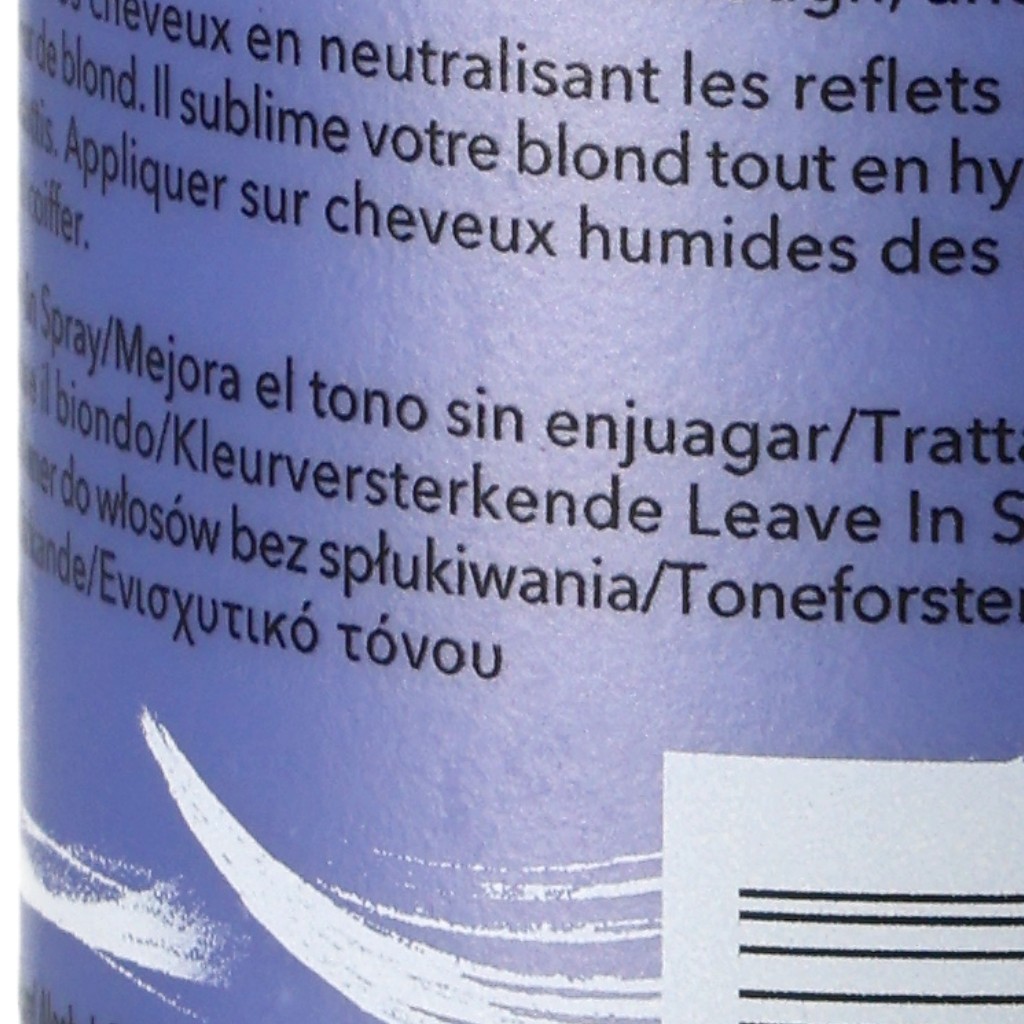 cheveux en neutralisant les reflets
de blond. Il sublime votre blond tout en hy
Appliquer sur cheveux humides des
coiffer.
Spray/Mejora el tono sin enjuagar/Tratta
il biondo/Kleurversterkende Leave In S
do włosów bez spłukiwania/Toneforster
/Ενισχυτικό τόνου